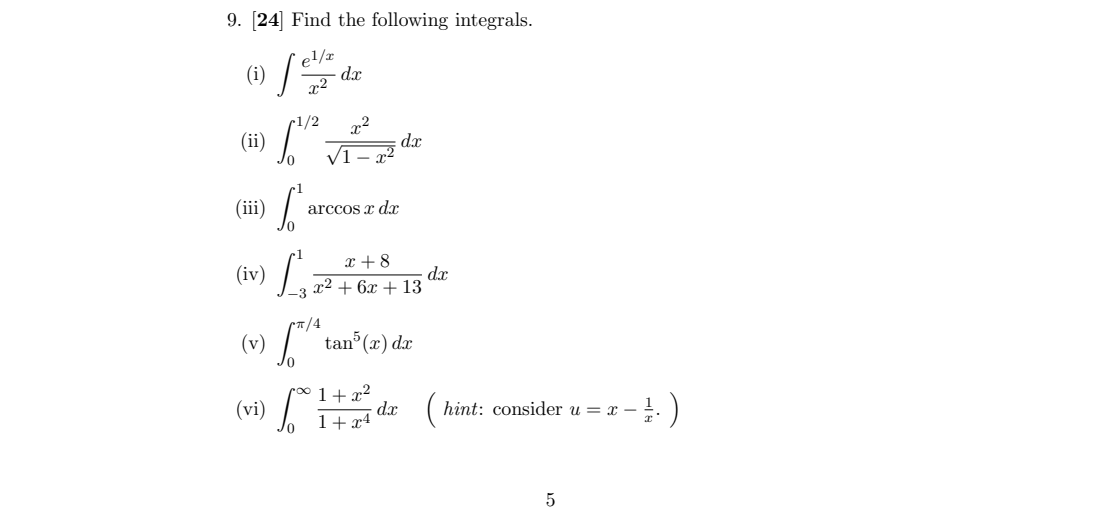 9. [24] Find the following integrals.
(i) ∫ e^{1/x}/x² dx
(ii) ∫_0^{1/2} x²/√(1 − x²) dx
(iii) ∫_0^1 arccos x dx
(iv) ∫_{−3}^1 (x + 8)/(x² + 6x + 13) dx
(v) ∫_0^{π/4} tan⁵(x) dx
(vi) ∫_0^∞ (1 + x²)/(1 + x⁴) dx ( hint: consider u = x − 1/x. )
5